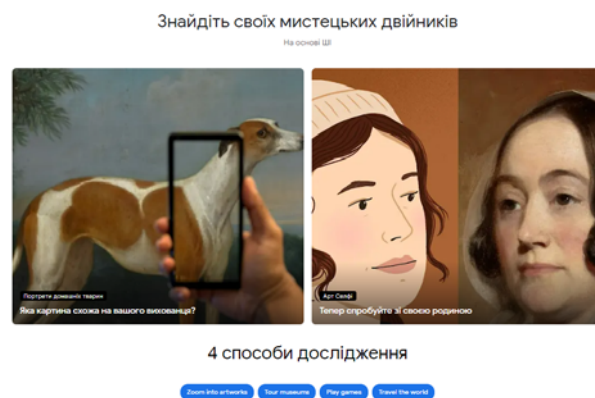 Знайдіть своїх мистецьких двійників
На основі ШІ
Портрети домашніх тварин
Яка картина схожа на вашого вихованця?
Арт Селфі
Тепер спробуйте зі своєю родиною
4 способи дослідження
Zoom into artworks
Tour museums
Play games
Travel the world